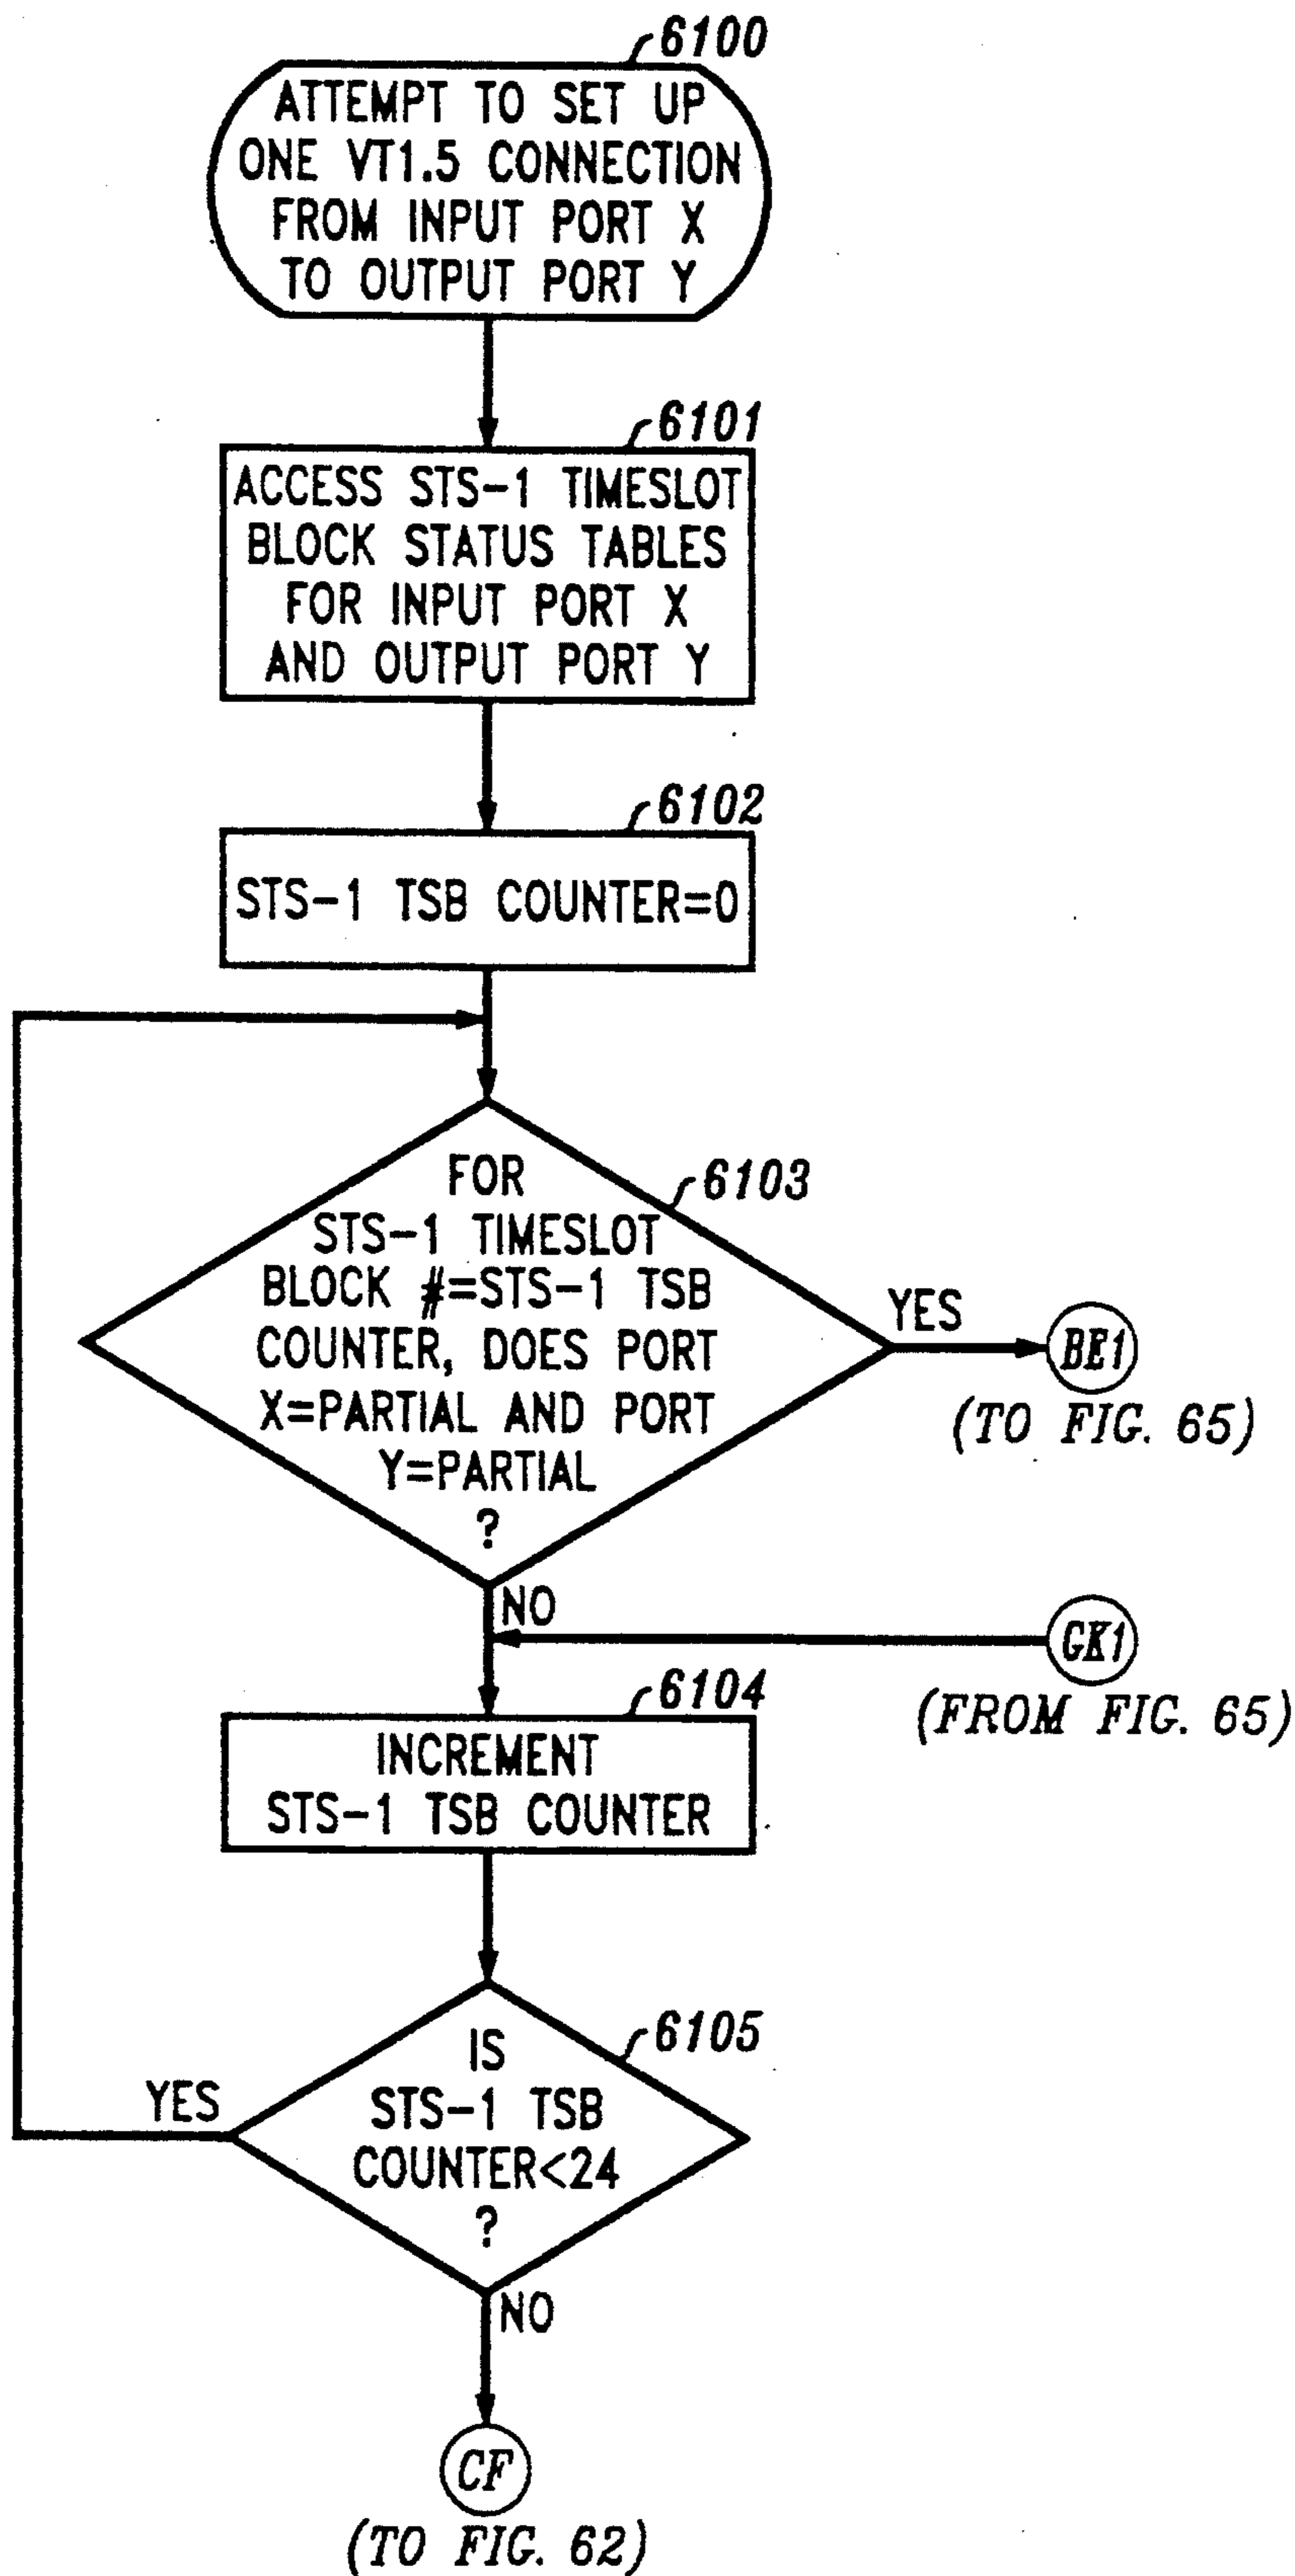 6100
ATTEMPT TO SET UP
ONE VT1.5 CONNECTION
FROM INPUT PORT X
TO OUTPUT PORT Y
6101
ACCESS STS-1 TIMESLOT
BLOCK STATUS TABLES
FOR INPUT PORT X
AND OUTPUT PORT Y
6102
STS-1 TSB COUNTER=0
6103
FOR
STS-1 TIMESLOT
BLOCK #=STS-1 TSB
COUNTER, DOES PORT
X=PARTIAL AND PORT
Y=PARTIAL
?
YES
BE1
(TO FIG. 65)
NO
GK1
(FROM FIG. 65)
6104
INCREMENT
STS-1 TSB COUNTER
6105
IS
STS-1 TSB
COUNTER<24
?
YES
NO
CF
(TO FIG. 62)